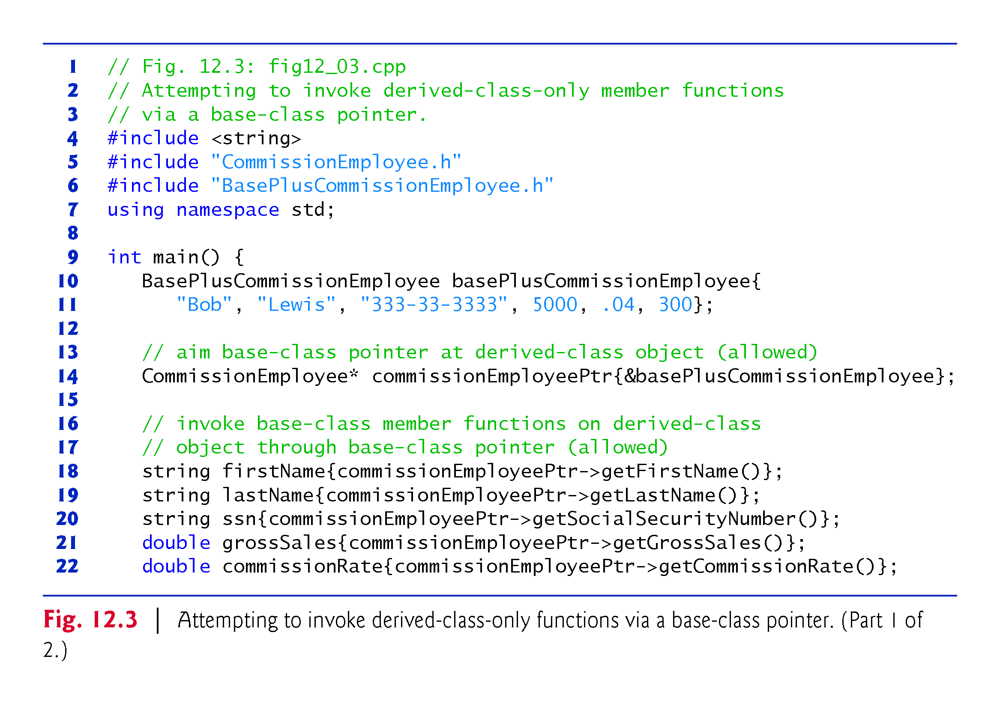 1 // Fig. 12.3: fig12_03.cpp
2 // Attempting to invoke derived-class-only member functions
3 // via a base-class pointer.
4 #include <string>
5 #include "CommissionEmployee.h"
6 #include "BasePlusCommissionEmployee.h"
7 using namespace std;
8
9 int main() {
10    BasePlusCommissionEmployee basePlusCommissionEmployee{
11       "Bob", "Lewis", "333-33-3333", 5000, .04, 300};
12
13    // aim base-class pointer at derived-class object (allowed)
14    CommissionEmployee* commissionEmployeePtr{&basePlusCommissionEmployee};
15
16    // invoke base-class member functions on derived-class
17    // object through base-class pointer (allowed)
18    string firstName{commissionEmployeePtr->getFirstName()};
19    string lastName{commissionEmployeePtr->getLastName()};
20    string ssn{commissionEmployeePtr->getSocialSecurityNumber()};
21    double grossSales{commissionEmployeePtr->getGrossSales()};
22    double commissionRate{commissionEmployeePtr->getCommissionRate()};
Fig. 12.3 | Attempting to invoke derived-class-only functions via a base-class pointer. (Part 1 of
2.)